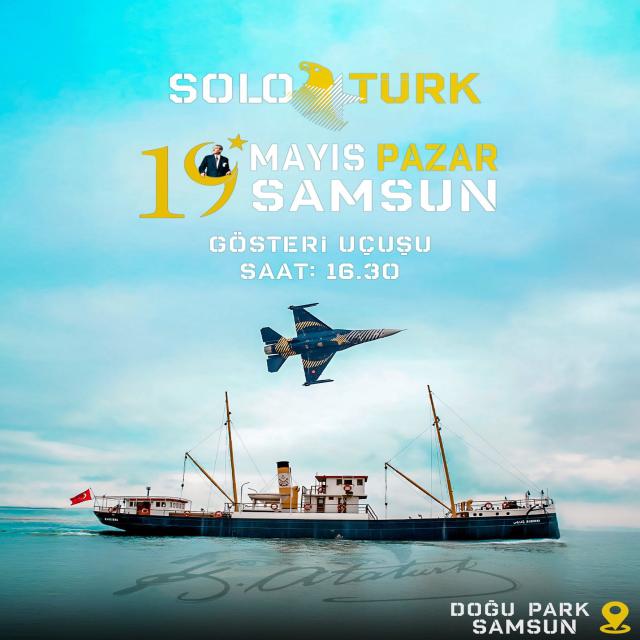 SOLO TURK
19 MAYIS PAZAR
SAMSUN
GÖSTERİ UÇUŞU
SAAT: 16.30
K. Atatürk
DOĞU PARK
SAMSUN